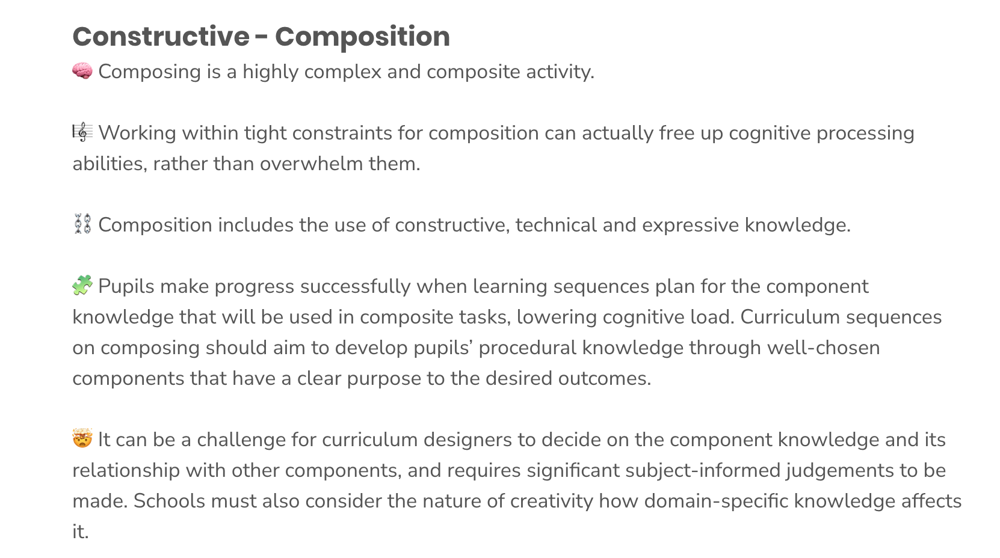 Constructive - Composition
🧠 Composing is a highly complex and composite activity.
🎼 Working within tight constraints for composition can actually free up cognitive processing
abilities, rather than overwhelm them.
⛓️ Composition includes the use of constructive, technical and expressive knowledge.
🧩 Pupils make progress successfully when learning sequences plan for the component
knowledge that will be used in composite tasks, lowering cognitive load. Curriculum sequences
on composing should aim to develop pupils’ procedural knowledge through well-chosen
components that have a clear purpose to the desired outcomes.
🤯 It can be a challenge for curriculum designers to decide on the component knowledge and its
relationship with other components, and requires significant subject-informed judgements to be
made. Schools must also consider the nature of creativity how domain-specific knowledge affects
it.